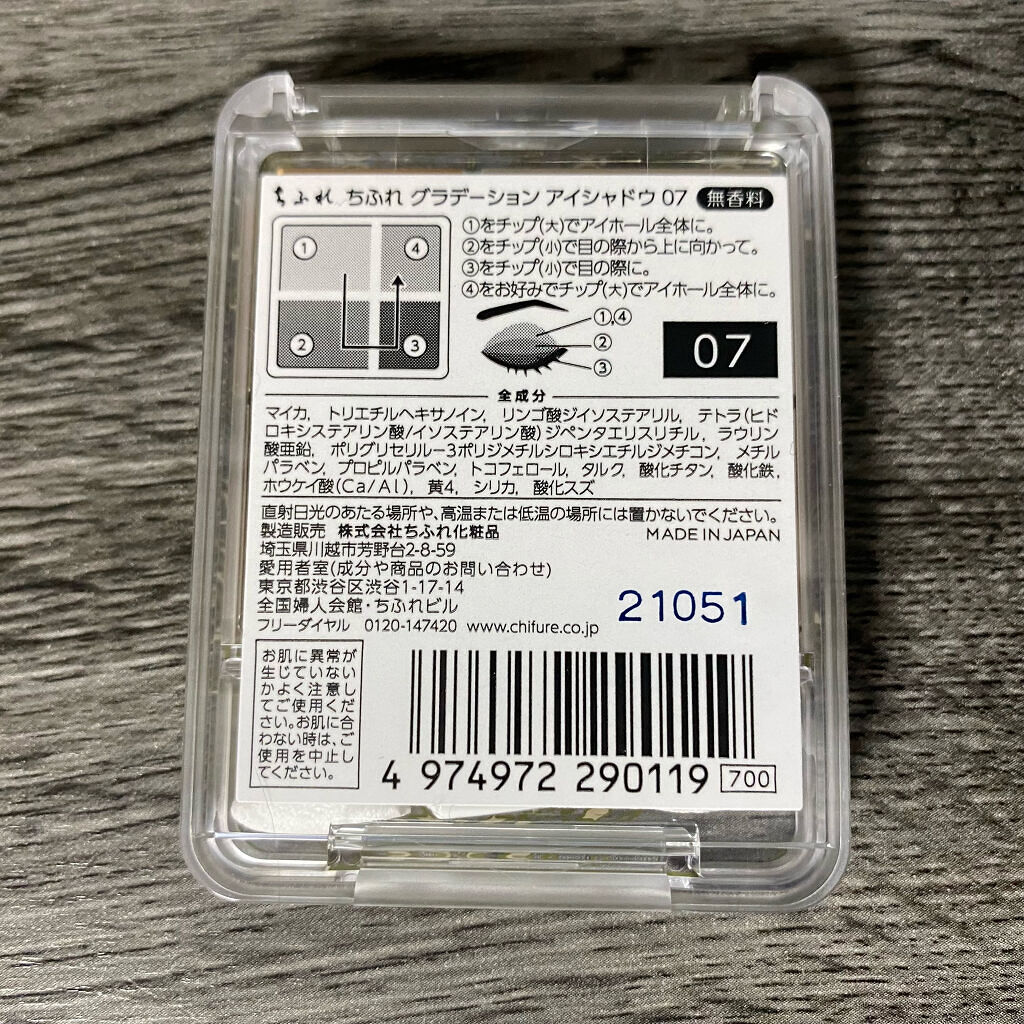 ちふれ ちふれ グラデーション アイシャドウ 07 無香料
①をチップ(大)でアイホール全体に。
②をチップ(小)で目の際から上に向かって。
③をチップ(小)で目の際に。
④をお好みでチップ(大)でアイホール全体に。
① ④
② ③
①,④
②
③
07
全成分
マイカ, トリエチルヘキサノイン, リンゴ酸ジイソステアリル, テトラ(ヒド
ロキシステアリン酸/イソステアリン酸)ジペンタエリスリチル, ラウリン
酸亜鉛, ポリグリセリル-3ポリジメチルシロキシエチルジメチコン, メチル
パラベン, プロピルパラベン, トコフェロール, タルク, 酸化チタン, 酸化鉄,
ホウケイ酸(Ca/Al), 黄4, シリカ, 酸化スズ
直射日光のあたる場所や、高温または低温の場所には置かないでください。
製造販売 株式会社ちふれ化粧品 MADE IN JAPAN
埼玉県川越市芳野台2-8-59
愛用者室(成分や商品のお問い合わせ)
東京都渋谷区渋谷1-17-14
全国婦人会館・ちふれビル
フリーダイヤル 0120-147420 www.chifure.co.jp
21051
お肌に異常が
生じていない
かよく注意し
てご使用くだ
さい。お肌に合
わない時は、ご
使用を中止し
てください。
4 974972 290119 700